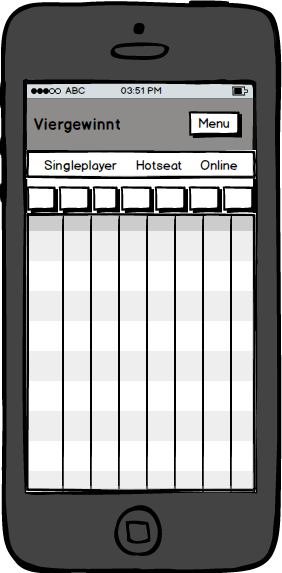 ABC 03:51 PM
Viergewinnt Menu
Singleplayer Hotseat Online